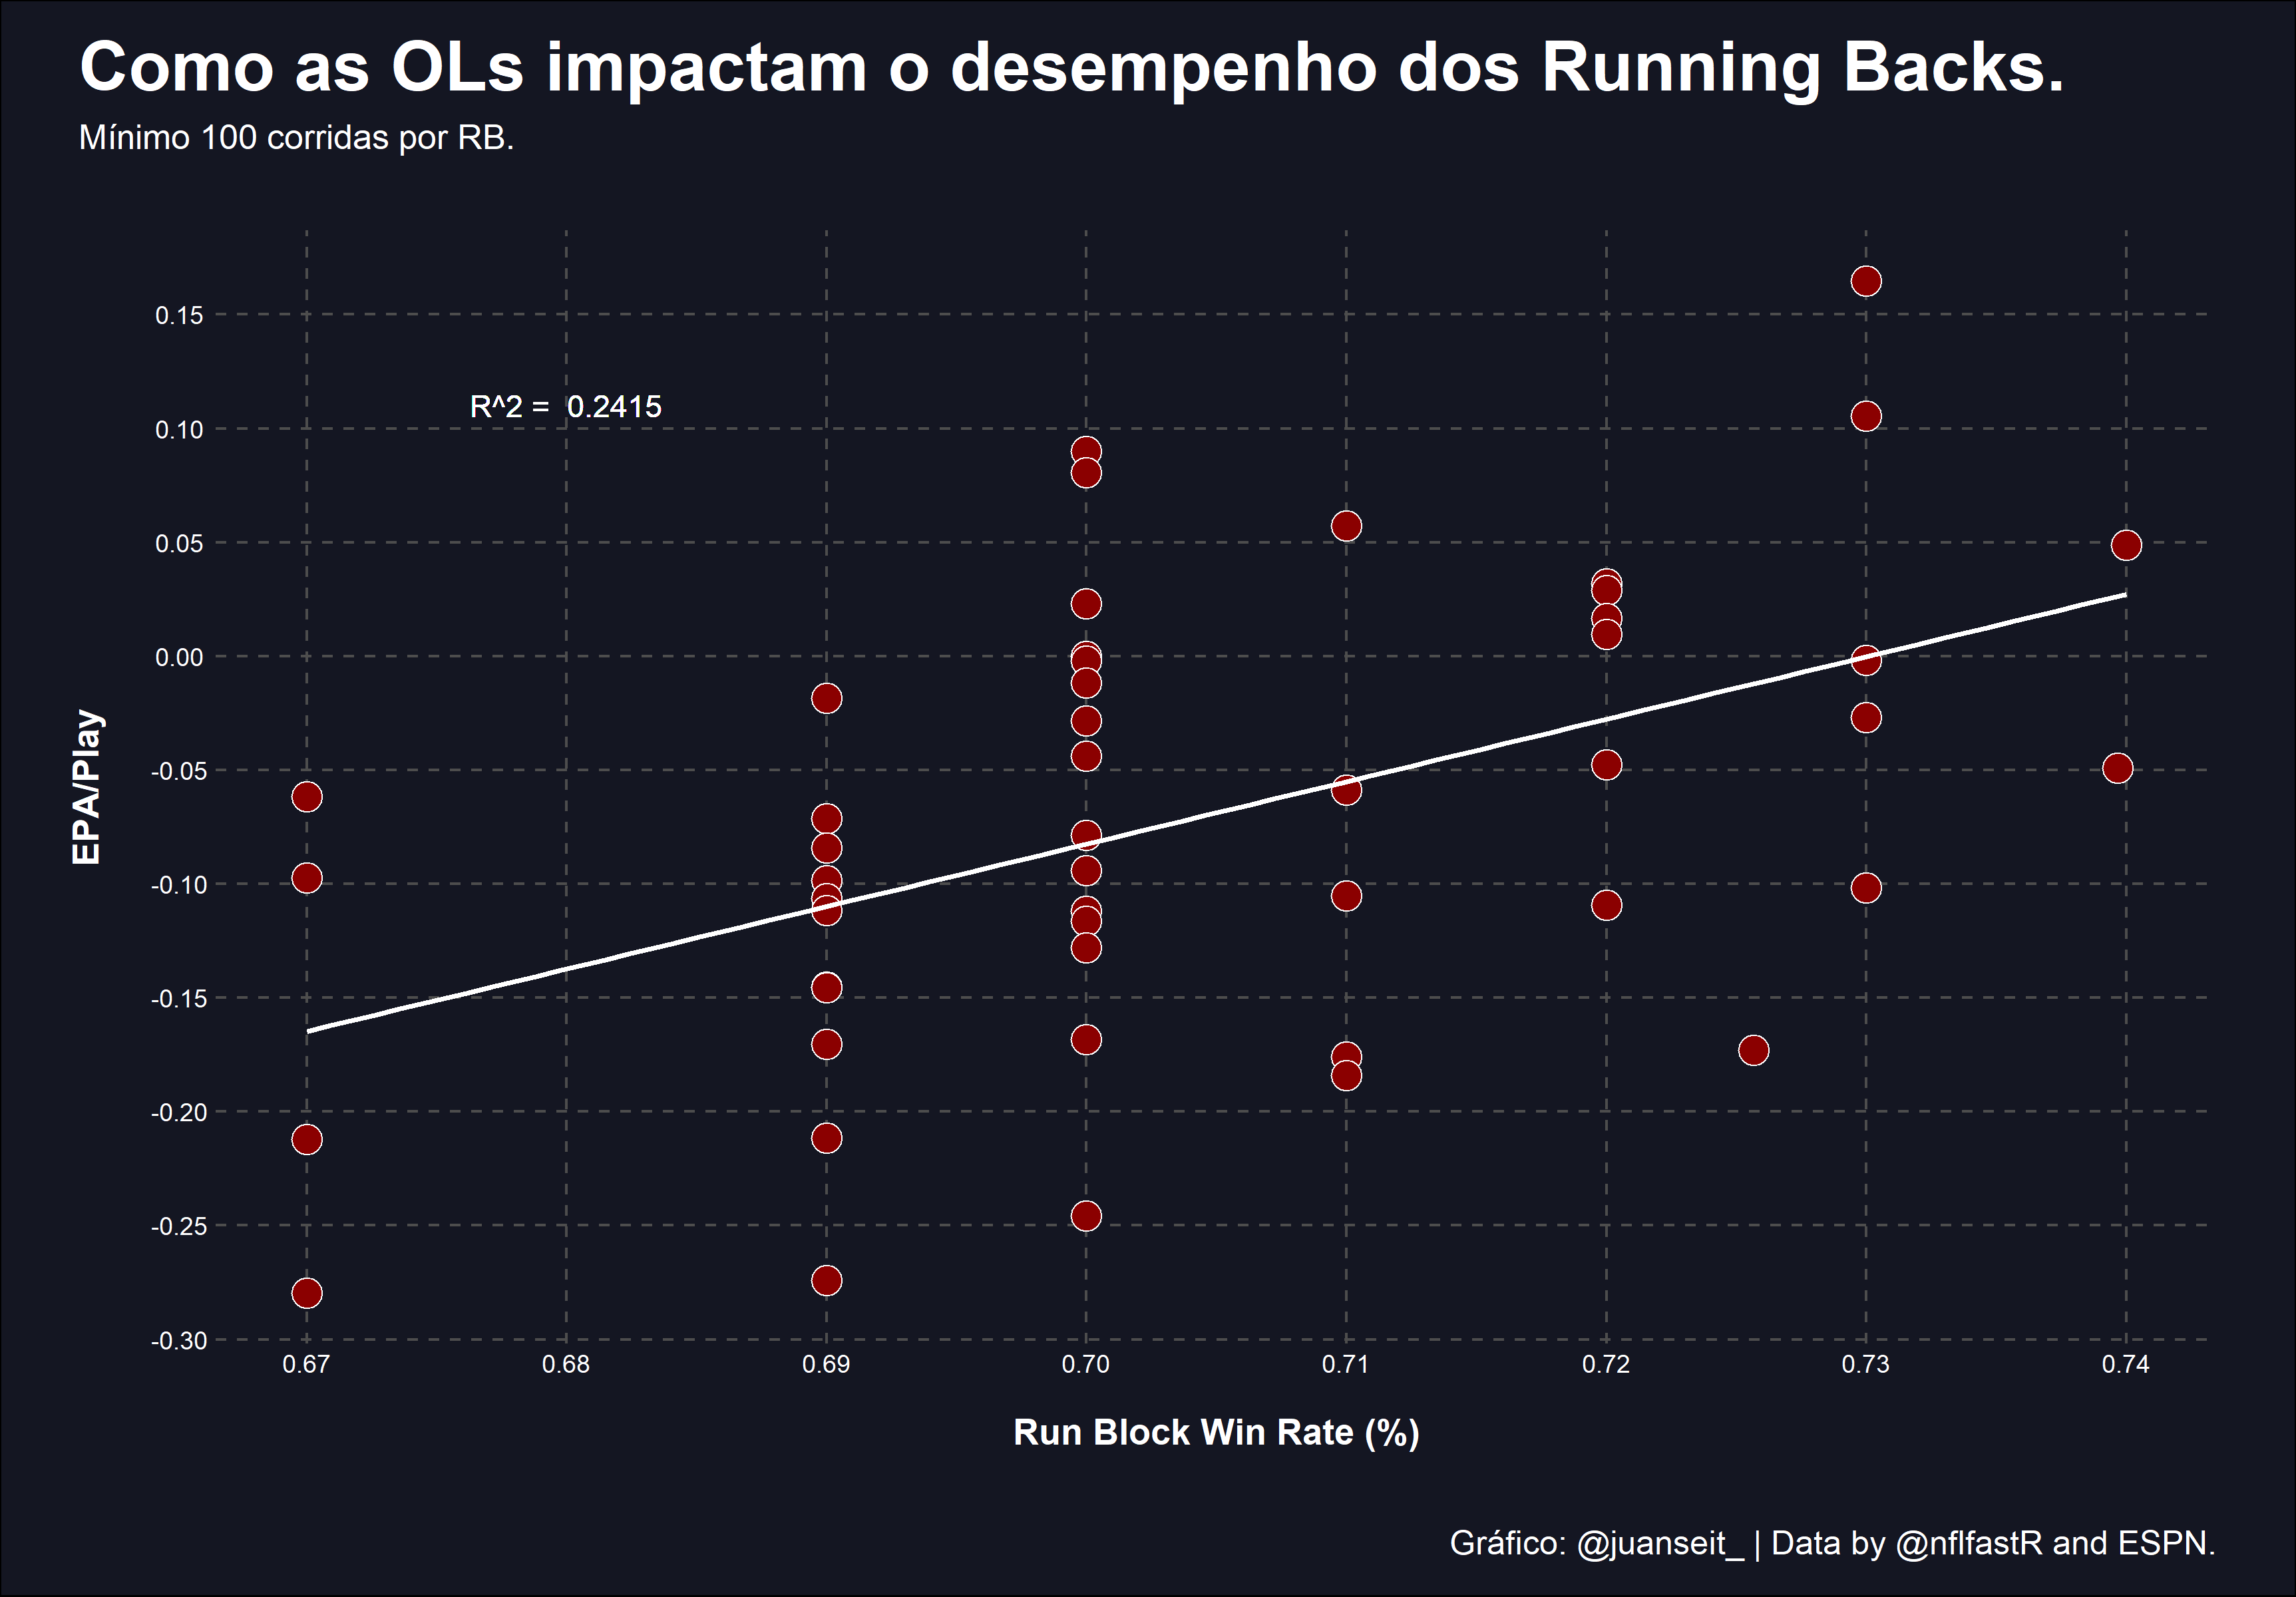 Como as OLs impactam o desempenho dos Running Backs.
Mínimo 100 corridas por RB.
R^2 = 0.2415
0.15
0.10
0.05
0.00
-0.05
-0.10
-0.15
-0.20
-0.25
-0.30
EPA/Play
0.67 0.68 0.69 0.70 0.71 0.72 0.73 0.74
Run Block Win Rate (%)
Gráfico: @juanseit_ | Data by @nflfastR and ESPN.